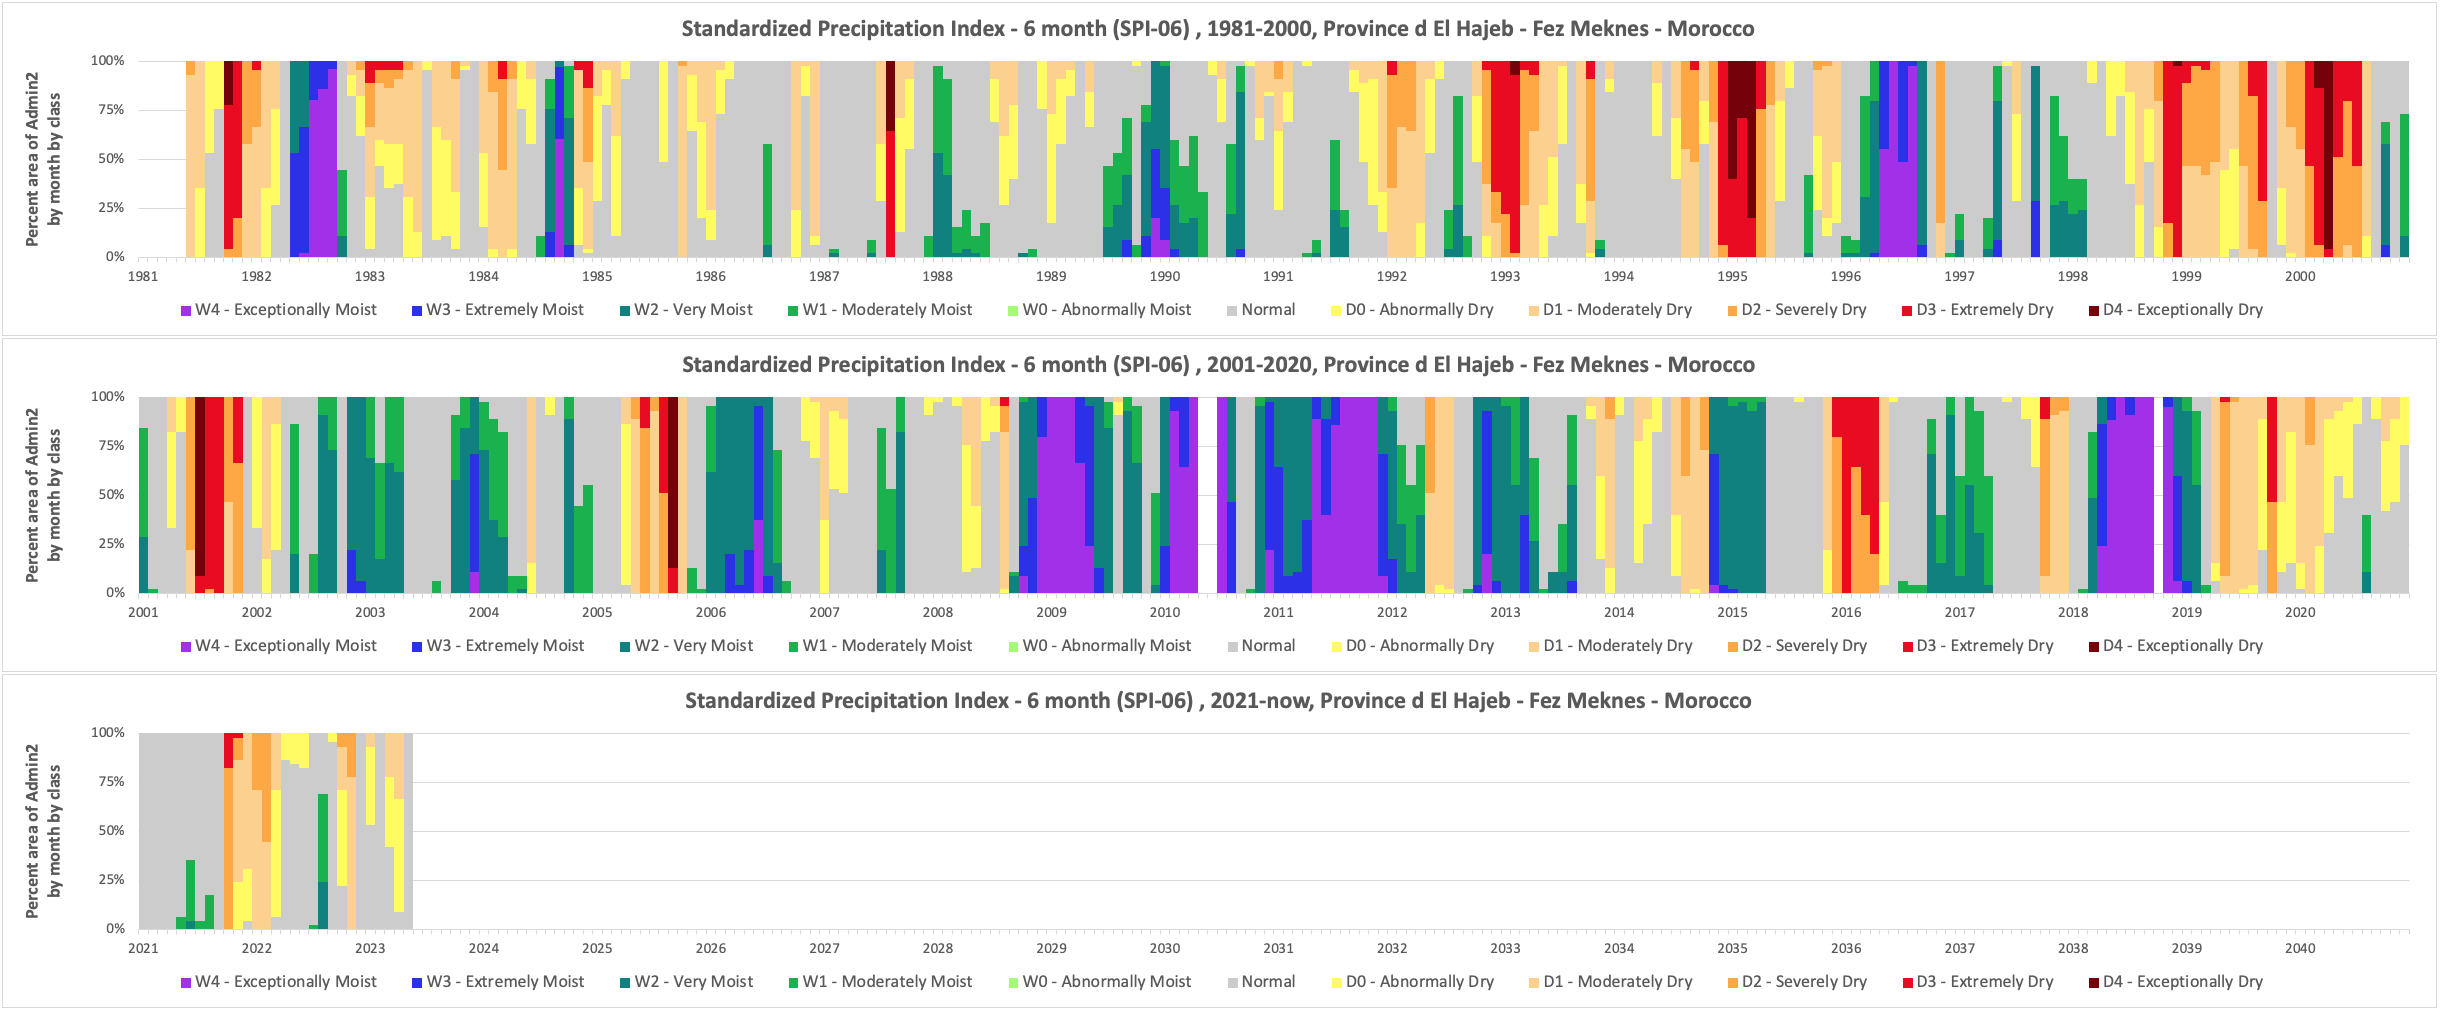 Standardized Precipitation Index - 6 month (SPI-06) , 1981-2000, Province d El Hajeb - Fez Meknes - Morocco
Percent area of Admin2
by month by class
100%
75%
50%
25%
0%
1981 1982 1983 1984 1985 1986 1987 1988 1989 1990 1991 1992 1993 1994 1995 1996 1997 1998 1999 2000
W4 - Exceptionally Moist W3 - Extremely Moist W2 - Very Moist W1 - Moderately Moist W0 - Abnormally Moist Normal D0 - Abnormally Dry D1 - Moderately Dry D2 - Severely Dry D3 - Extremely Dry D4 - Exceptionally Dry
Standardized Precipitation Index - 6 month (SPI-06) , 2001-2020, Province d El Hajeb - Fez Meknes - Morocco
Percent area of Admin2
by month by class
100%
75%
50%
25%
0%
2001 2002 2003 2004 2005 2006 2007 2008 2009 2010 2011 2012 2013 2014 2015 2016 2017 2018 2019 2020
W4 - Exceptionally Moist W3 - Extremely Moist W2 - Very Moist W1 - Moderately Moist W0 - Abnormally Moist Normal D0 - Abnormally Dry D1 - Moderately Dry D2 - Severely Dry D3 - Extremely Dry D4 - Exceptionally Dry
Standardized Precipitation Index - 6 month (SPI-06) , 2021-now, Province d El Hajeb - Fez Meknes - Morocco
Percent area of Admin2
by month by class
100%
75%
50%
25%
0%
2021 2022 2023 2024 2025 2026 2027 2028 2029 2030 2031 2032 2033 2034 2035 2036 2037 2038 2039 2040
W4 - Exceptionally Moist W3 - Extremely Moist W2 - Very Moist W1 - Moderately Moist W0 - Abnormally Moist Normal D0 - Abnormally Dry D1 - Moderately Dry D2 - Severely Dry D3 - Extremely Dry D4 - Exceptionally Dry